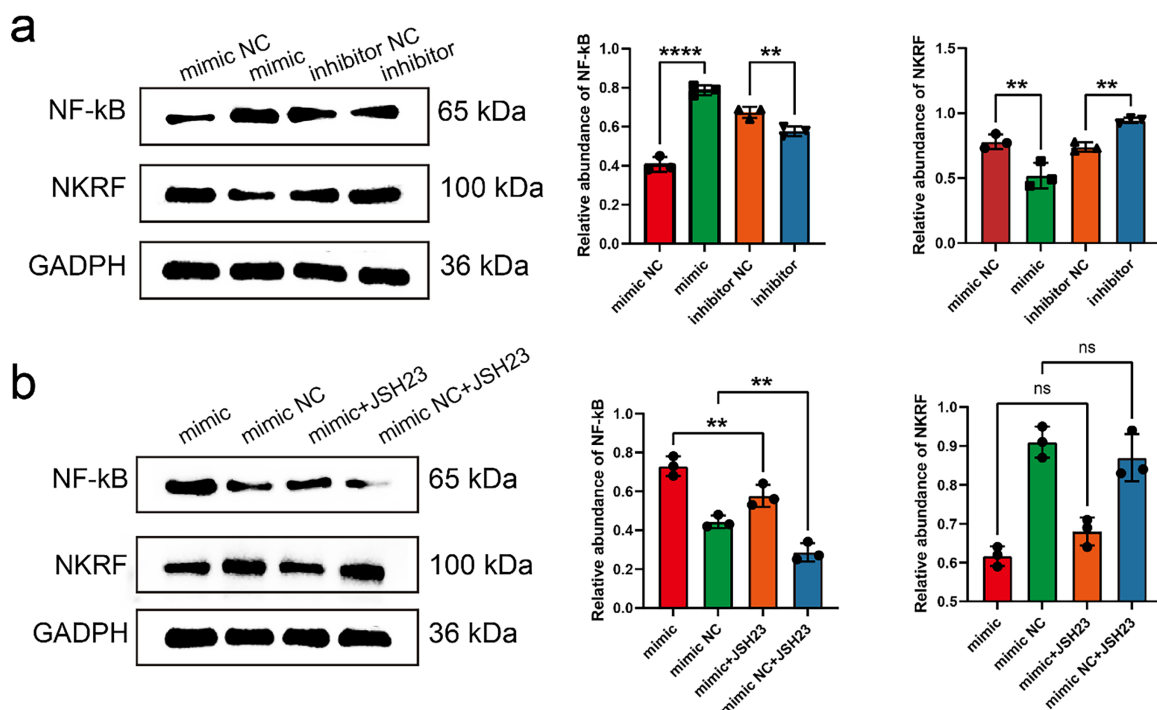 a
mimic NC
mimic
inhibitor NC
inhibitor
NF-kB
65 kDa
NKRF
100 kDa
GADPH
36 kDa
Relative abundance of NF-kB
1.0
0.8
0.6
0.4
0.2
0.0
****
**
mimic NC
mimic
inhibitor NC
inhibitor
Relative abundance of NKRF
1.5
1.0
0.5
0.0
**
**
mimic NC
mimic
inhibitor NC
inhibitor
b
mimic
mimic NC
mimic+JSH23
mimic NC+JSH23
NF-kB
65 kDa
NKRF
100 kDa
GADPH
36 kDa
Relative abundance of NF-kB
1.0
0.8
0.6
0.4
0.2
0.0
**
**
mimic
mimic NC
mimic+JSH23
mimic NC+JSH23
Relative abundance of NKRF
1.0
0.9
0.8
0.7
0.6
0.5
ns
ns
mimic
mimic NC
mimic+JSH23
mimic NC+JSH23